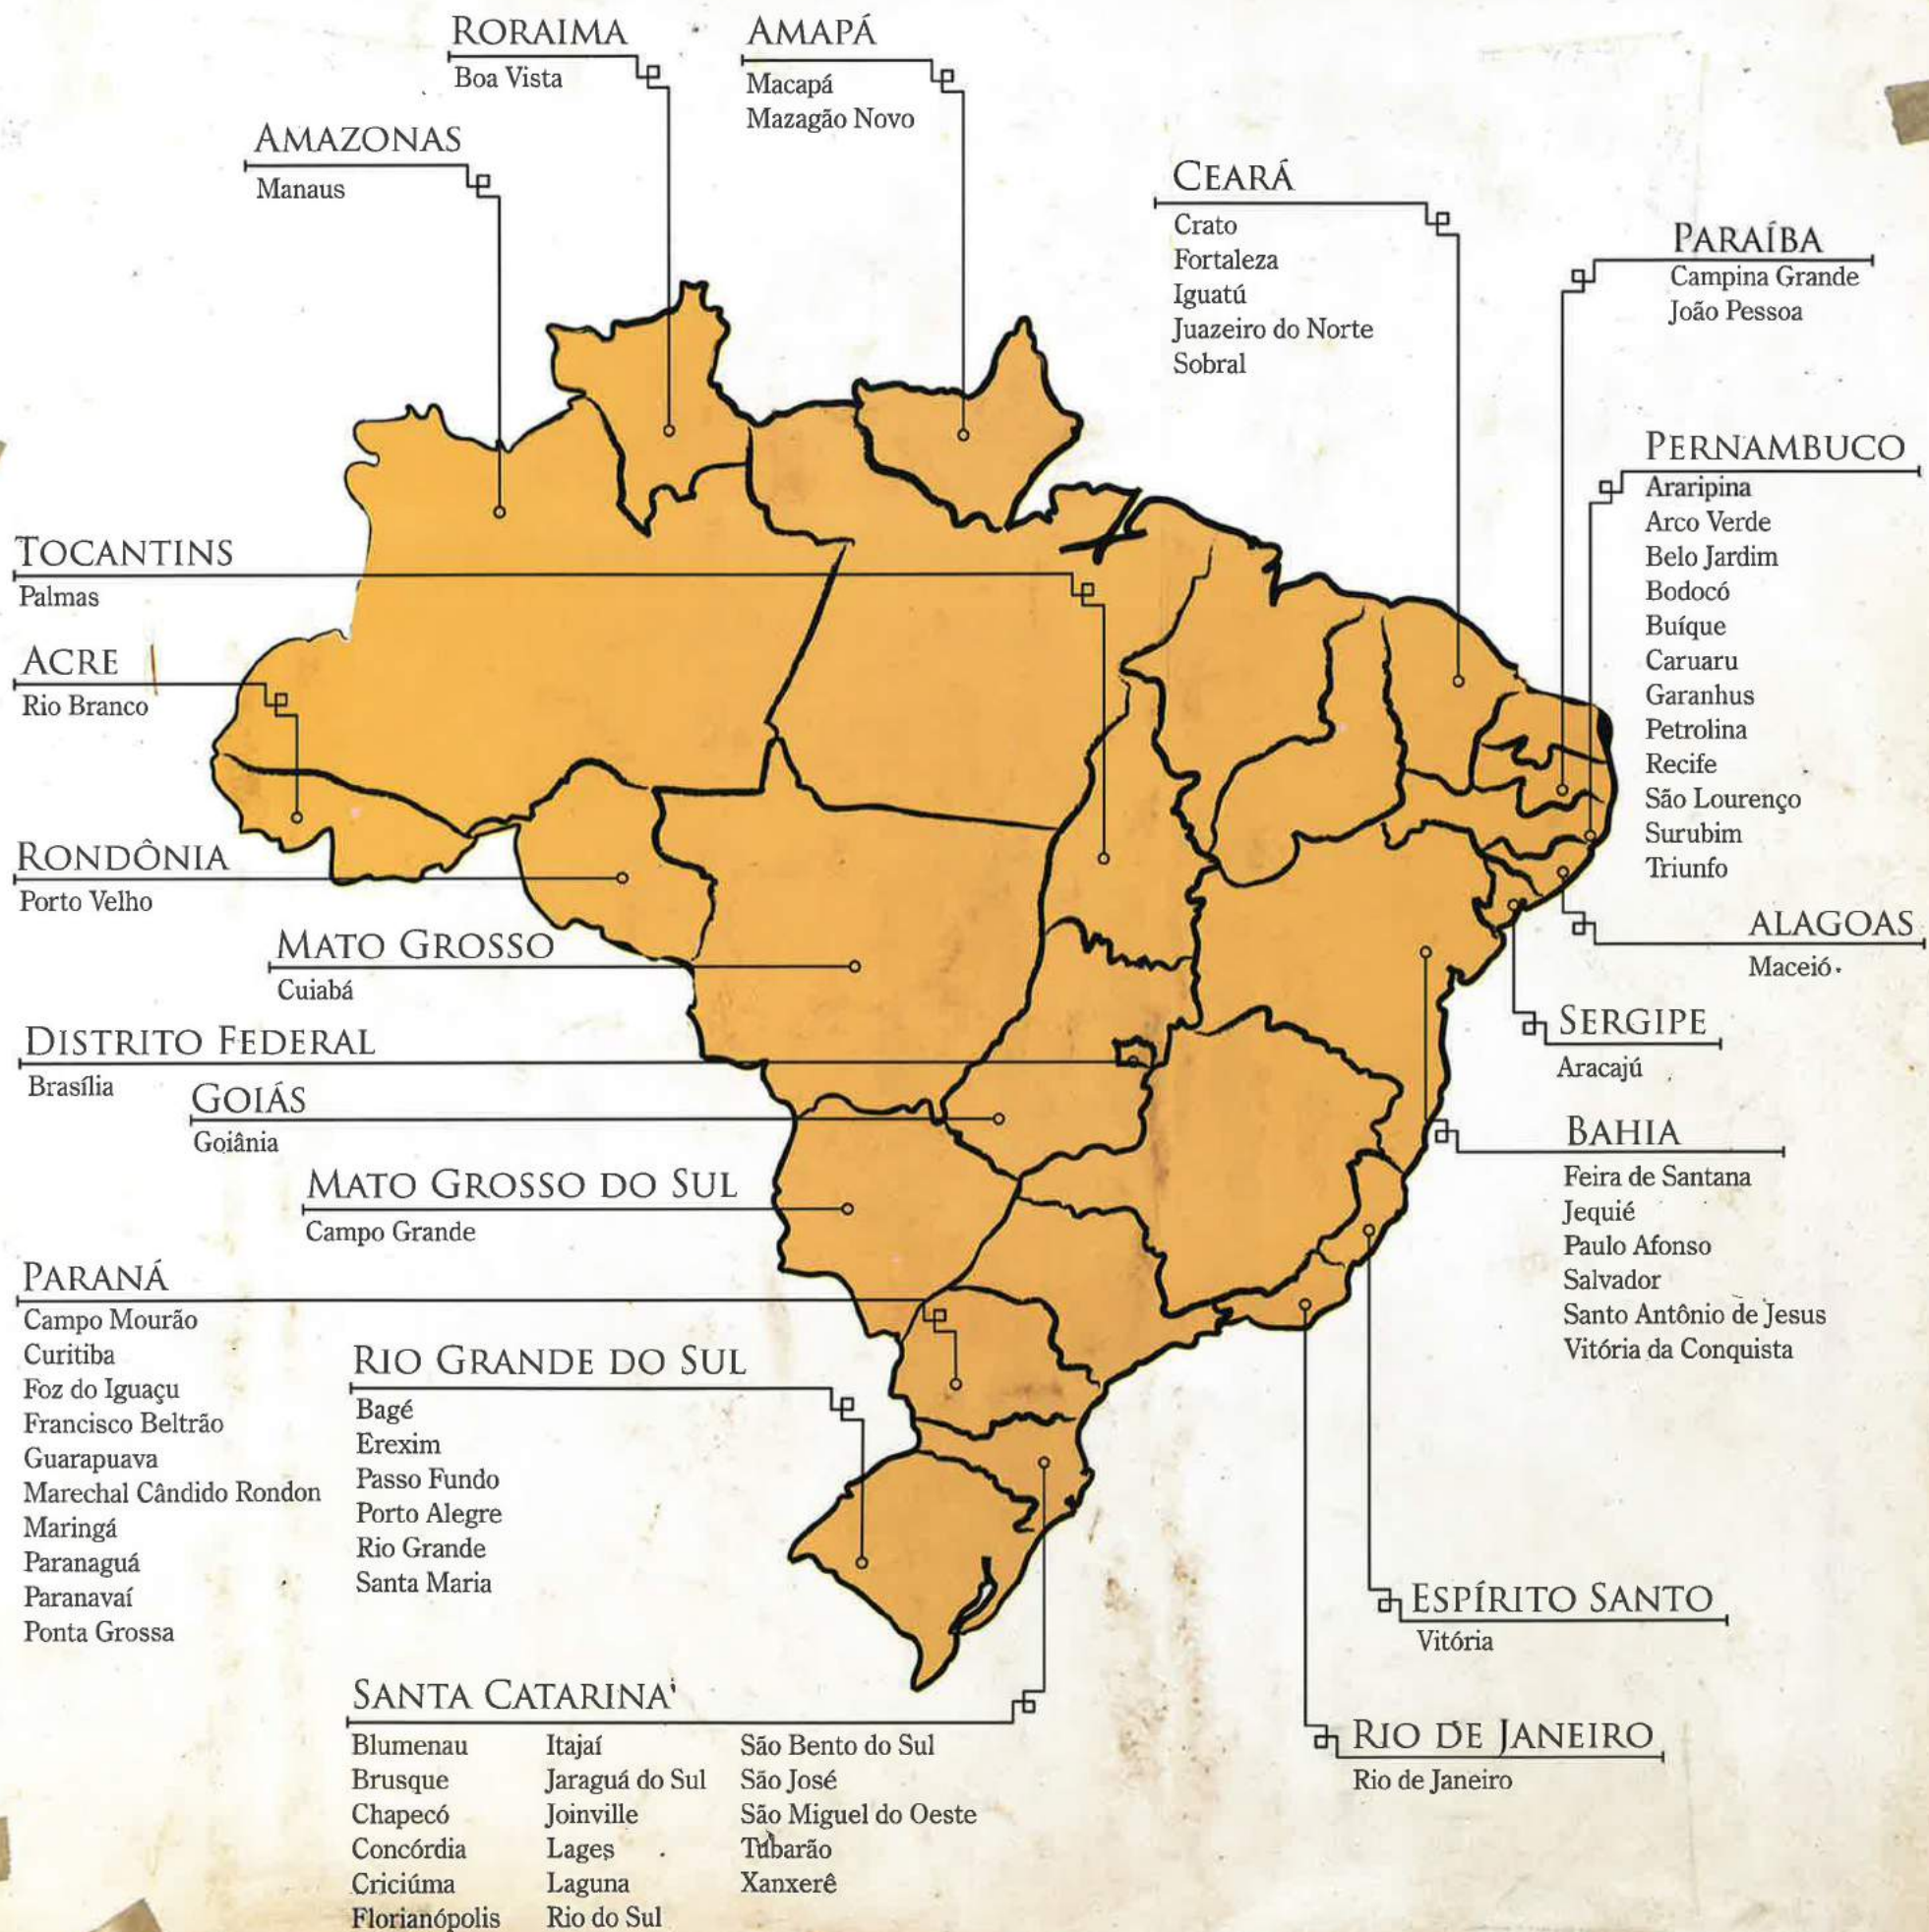 RORAIMA
Boa Vista
AMAPÁ
Macapá
Mazagão Novo
AMAZONAS
Manaus
CEARÁ
Crato
Fortaleza
Iguatú
Juazeiro do Norte
Sobral
PARAÍBA
Campina Grande
João Pessoa
PERNAMBUCO
Araripina
Arco Verde
Belo Jardim
Bodocó
Buíque
Caruaru
Garanhus
Petrolina
Recife
São Lourenço
Surubim
Triunfo
TOCANTINS
Palmas
ACRE
Rio Branco
RONDÔNIA
Porto Velho
MATO GROSSO
Cuiabá
ALAGOAS
Maceió
SERGIPE
Aracajú
DISTRITO FEDERAL
Brasília
GOIÁS
Goiânia
BAHIA
Feira de Santana
Jequié
Paulo Afonso
Salvador
Santo Antônio de Jesus
Vitória da Conquista
MATO GROSSO DO SUL
Campo Grande
PARANÁ
Campo Mourão
Curitiba
Foz do Iguaçu
Francisco Beltrão
Guarapuava
Marechal Cândido Rondon
Maringá
Paranaguá
Paranavaí
Ponta Grossa
RIO GRANDE DO SUL
Bagé
Erexim
Passo Fundo
Porto Alegre
Rio Grande
Santa Maria
ESPÍRITO SANTO
Vitória
RIO DE JANEIRO
Rio de Janeiro
SANTA CATARINA
Blumenau
Brusque
Chapecó
Concórdia
Criciúma
Florianópolis
Itajaí
Jaraguá do Sul
Joinville
Lages
Laguna
Rio do Sul
São Bento do Sul
São José
São Miguel do Oeste
Tubarão
Xanxerê